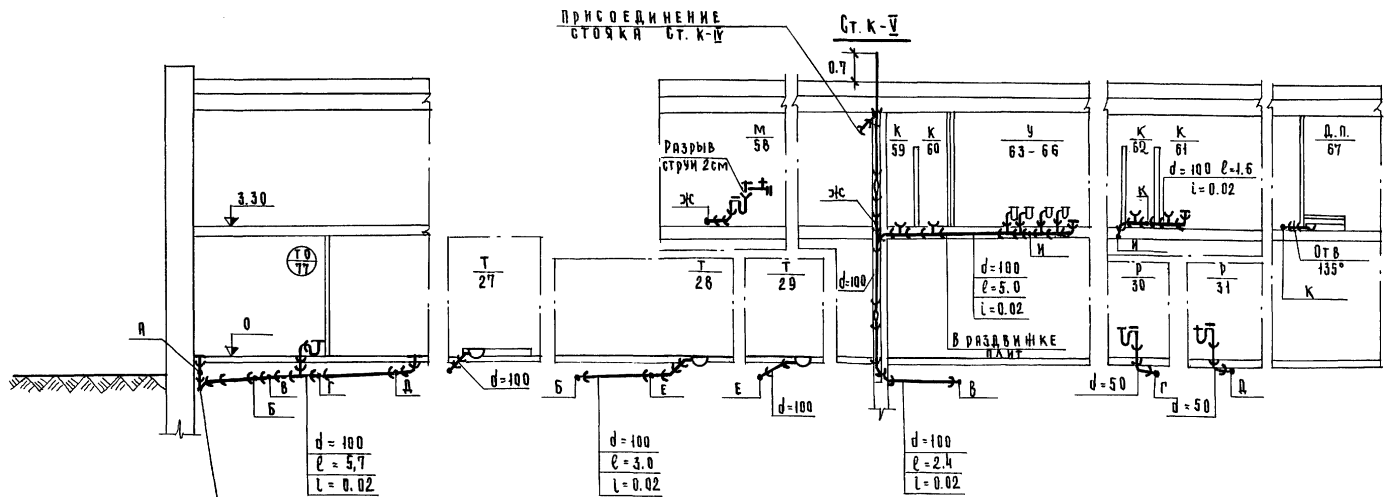 ПРИСОЕДИНЕНИЕ
СТОЯКА Ст. К-IV
Ст. К-V
0.7
М
58
РАЗРЫВ
СТРУИ 2СМ
Ж
Ж
К
59
К
60
У
63-66
К
62
К
61
d=100 l=1.6
i=0.02
К
Д.П.
67
3.30
И
И
ОТВ
135°
К
ТО
77
Т
27
Т
28
Т
29
d=100
d=100
l=5.0
i=0.02
Р
30
Р
31
А
0
В РАЗДВИЖКЕ
ПЛИТ
d=100
Б
В
Г
Д
Б
Е
Е
d=100
В
d=50
Г
d=50
Д
d=100
l=5,7
i=0.02
d=100
l=3.0
i=0.02
d=100
l=2.4
i=0.02